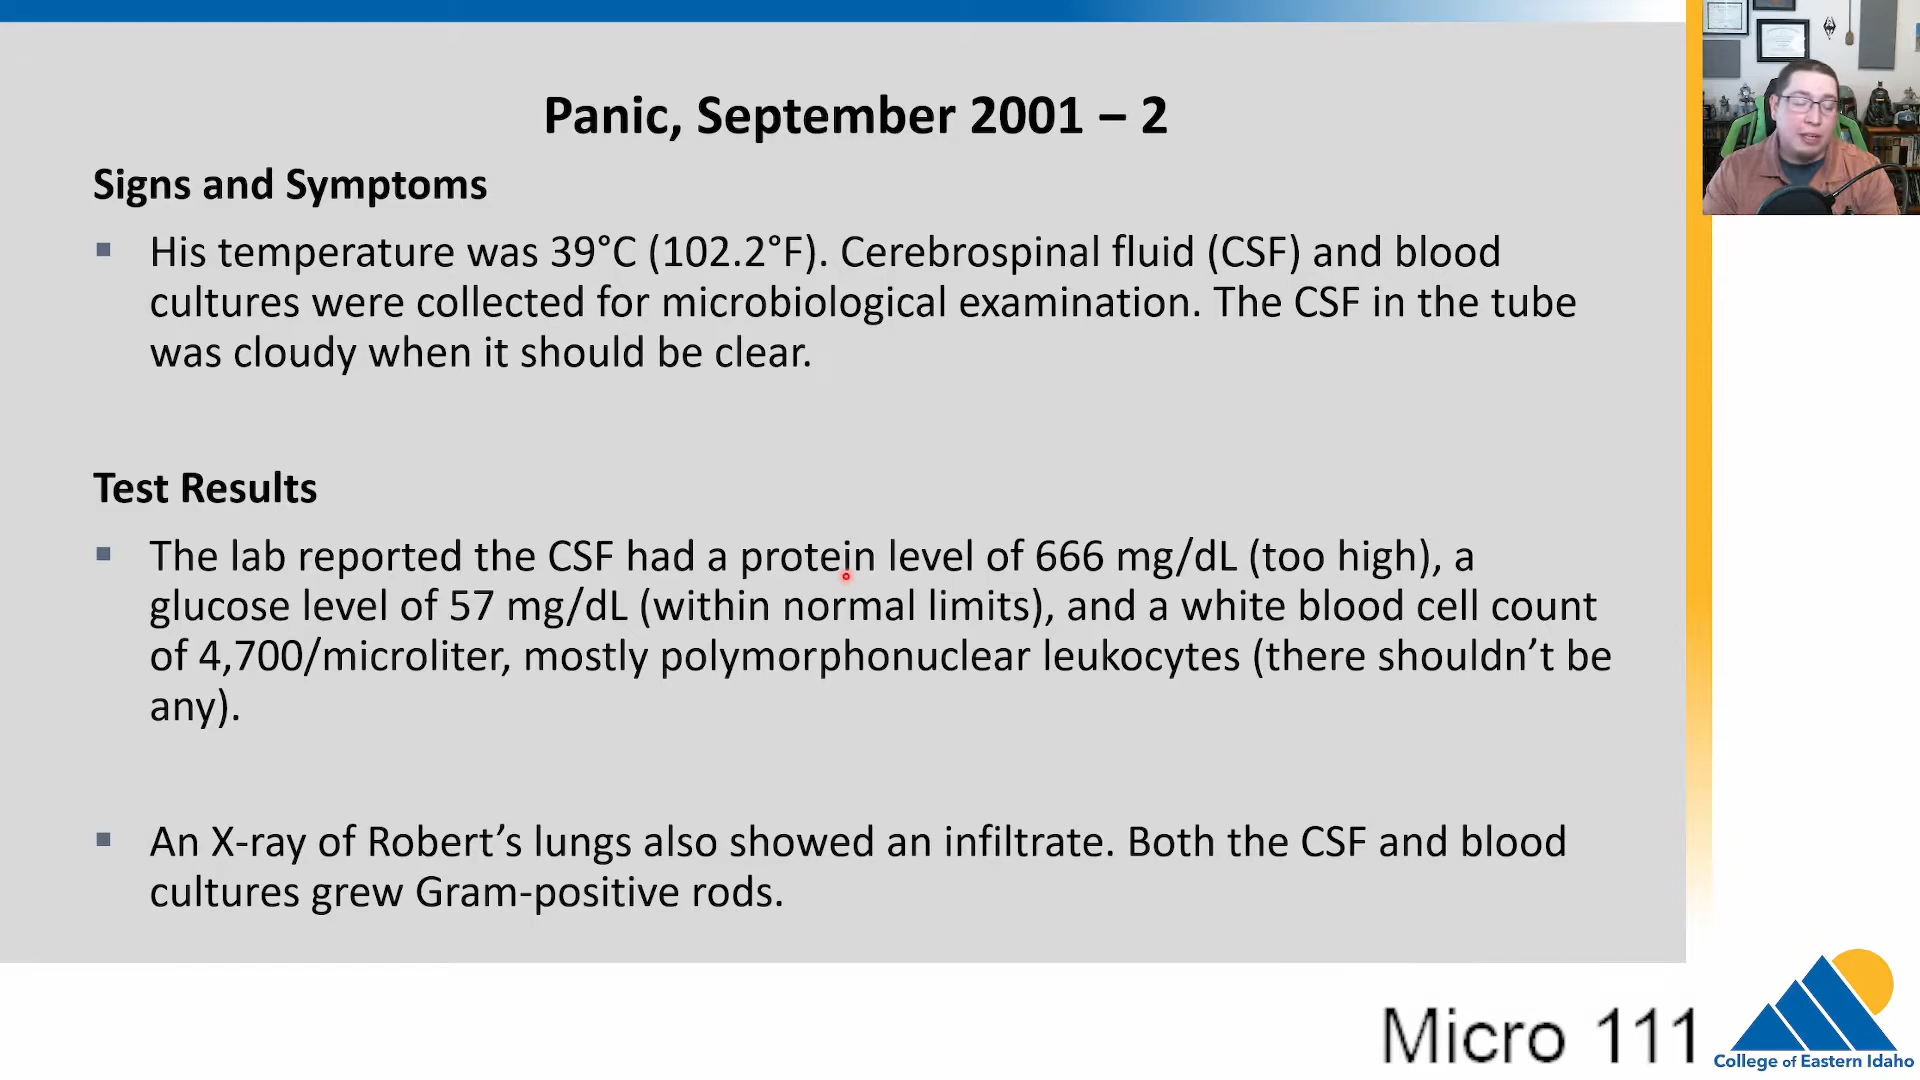 Panic, September 2001 – 2
Signs and Symptoms
▪ His temperature was 39°C (102.2°F). Cerebrospinal fluid (CSF) and blood
cultures were collected for microbiological examination. The CSF in the tube
was cloudy when it should be clear.
Test Results
▪ The lab reported the CSF had a protein level of 666 mg/dL (too high), a
glucose level of 57 mg/dL (within normal limits), and a white blood cell count
of 4,700/microliter, mostly polymorphonuclear leukocytes (there shouldn’t be
any).
▪ An X-ray of Robert’s lungs also showed an infiltrate. Both the CSF and blood
cultures grew Gram-positive rods.
Micro 111
College of Eastern Idaho